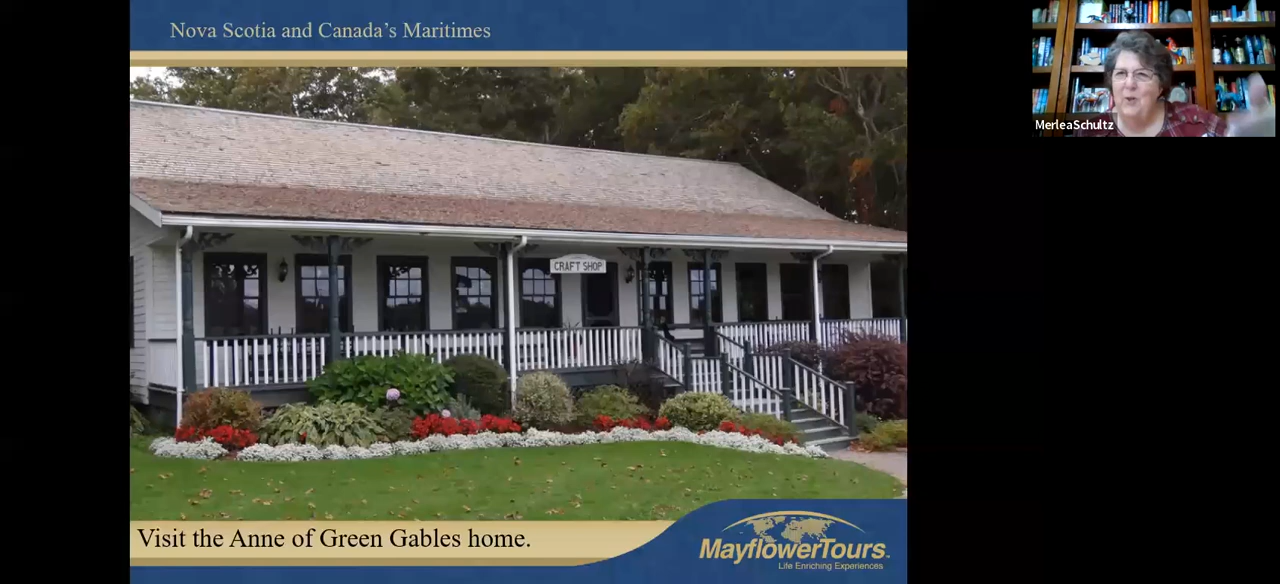 Nova Scotia and Canada's Maritimes
MerleaSchultz
CRAFT SHOP
Visit the Anne of Green Gables home.
MayflowerTours
Life Enriching Experiences